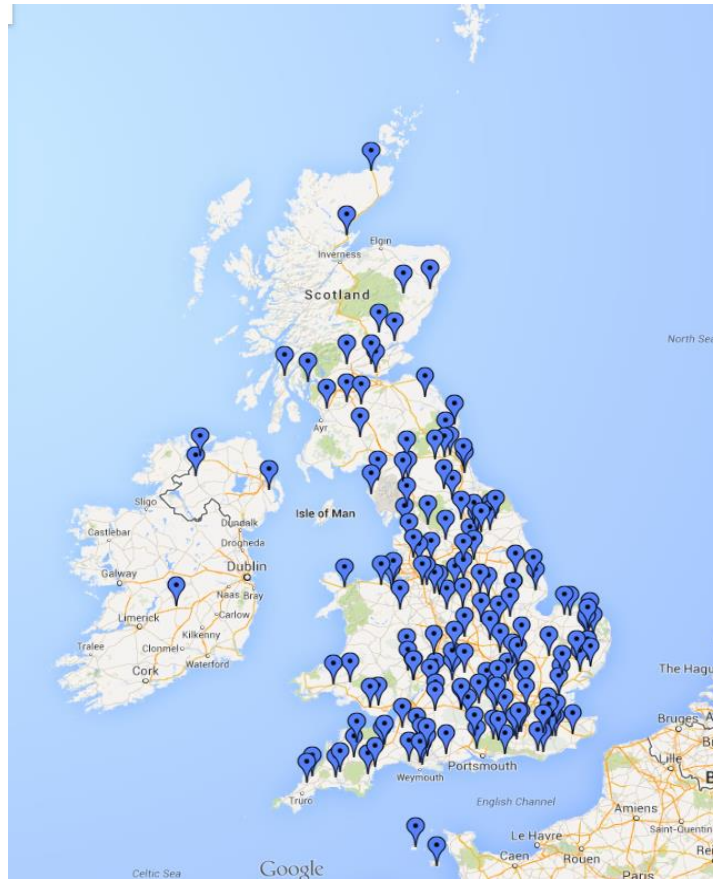 Elgin
Inverness
Scotland
North Sea
Ayr
Sligo
Isle of Man
Castlebar
Dundalk
Drogheda
Galway
Dublin
Naas Bray
Limerick
Carlow
Tralee
Kilkenny
Clonmel
Waterford
Cork
The Hague
Bruges
Portsmouth
Lille
Weymouth
B
Truro
English Channel
Amiens
Le Havre
Saint-Quentin
Rouen
Caen
Rei
Celtic Sea
Google
Paris